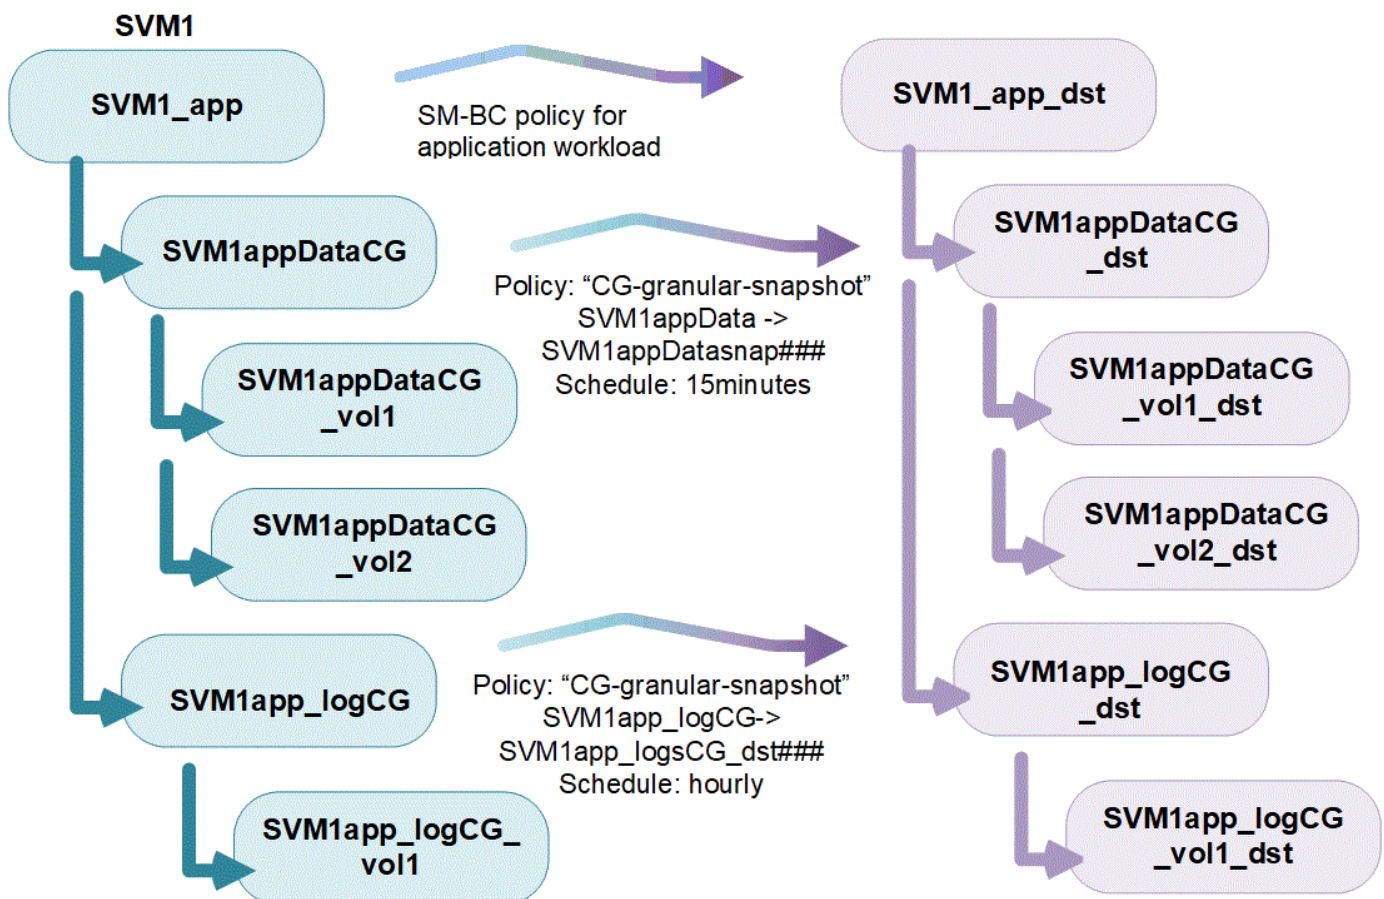 SVM1
SVM1_app
SM-BC policy for
application workload
SVM1_app_dst
SVM1appDataCG
Policy: “CG-granular-snapshot”
SVM1appData ->
SVM1appDatasnap###
Schedule: 15minutes
SVM1appDataCG
_dst
SVM1appDataCG
_vol1
SVM1appDataCG
_vol1_dst
SVM1appDataCG
_vol2
SVM1appDataCG
_vol2_dst
SVM1app_logCG
Policy: “CG-granular-snapshot”
SVM1app_logCG->
SVM1app_logsCG_dst###
Schedule: hourly
SVM1app_logCG
_dst
SVM1app_logCG_
vol1
SVM1app_logCG
_vol1_dst